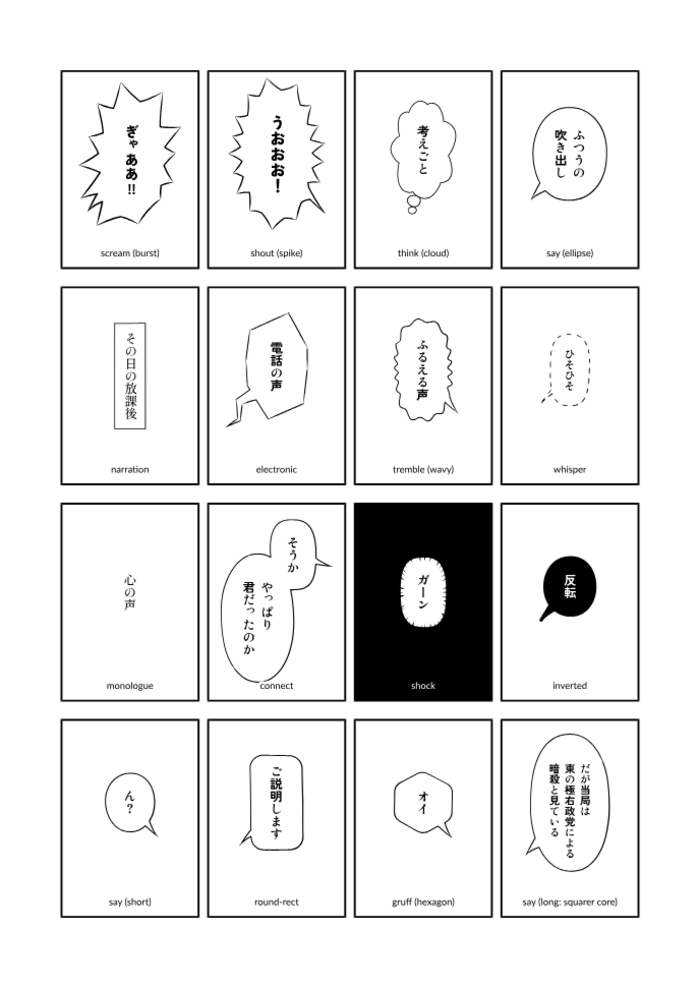 ふつうの
吹き出し
say (ellipse)
考えごと
think (cloud)
うおおお！
shout (spike)
ぎゃああ!!
scream (burst)
ひそひそ
whisper
ふるえる声
tremble (wavy)
電話の声
electronic
その日の放課後
narration
反転
inverted
ガーン
shock
そうか
やっぱり
君だったのか
connect
心の声
monologue
だが当局は
東の極右政党による
暗殺と見ている
say (long: squarer core)
オイ
gruff (hexagon)
ご説明します
round-rect
ん？
say (short)